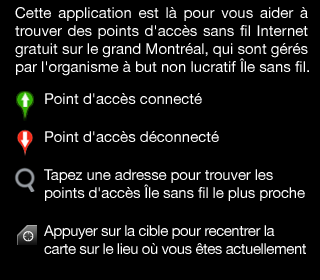 Cette application est là pour vous aider à
trouver des points d'accès sans fil Internet
gratuit sur le grand Montréal, qui sont gérés
par l'organisme à but non lucratif Île sans fil.
Point d'accès connecté
Point d'accès déconnecté
Tapez une adresse pour trouver les
points d'accès Île sans fil le plus proche
Appuyer sur la cible pour recentrer la
carte sur le lieu où vous êtes actuellement